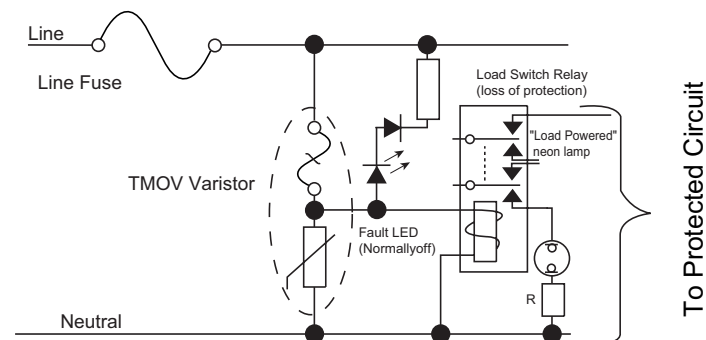 Line
Line Fuse
TMOV Varistor
Neutral
Fault LED
(Normallyoff)
Load Switch Relay
(loss of protection)
"Load Powered"
neon lamp
R
To Protected Circuit